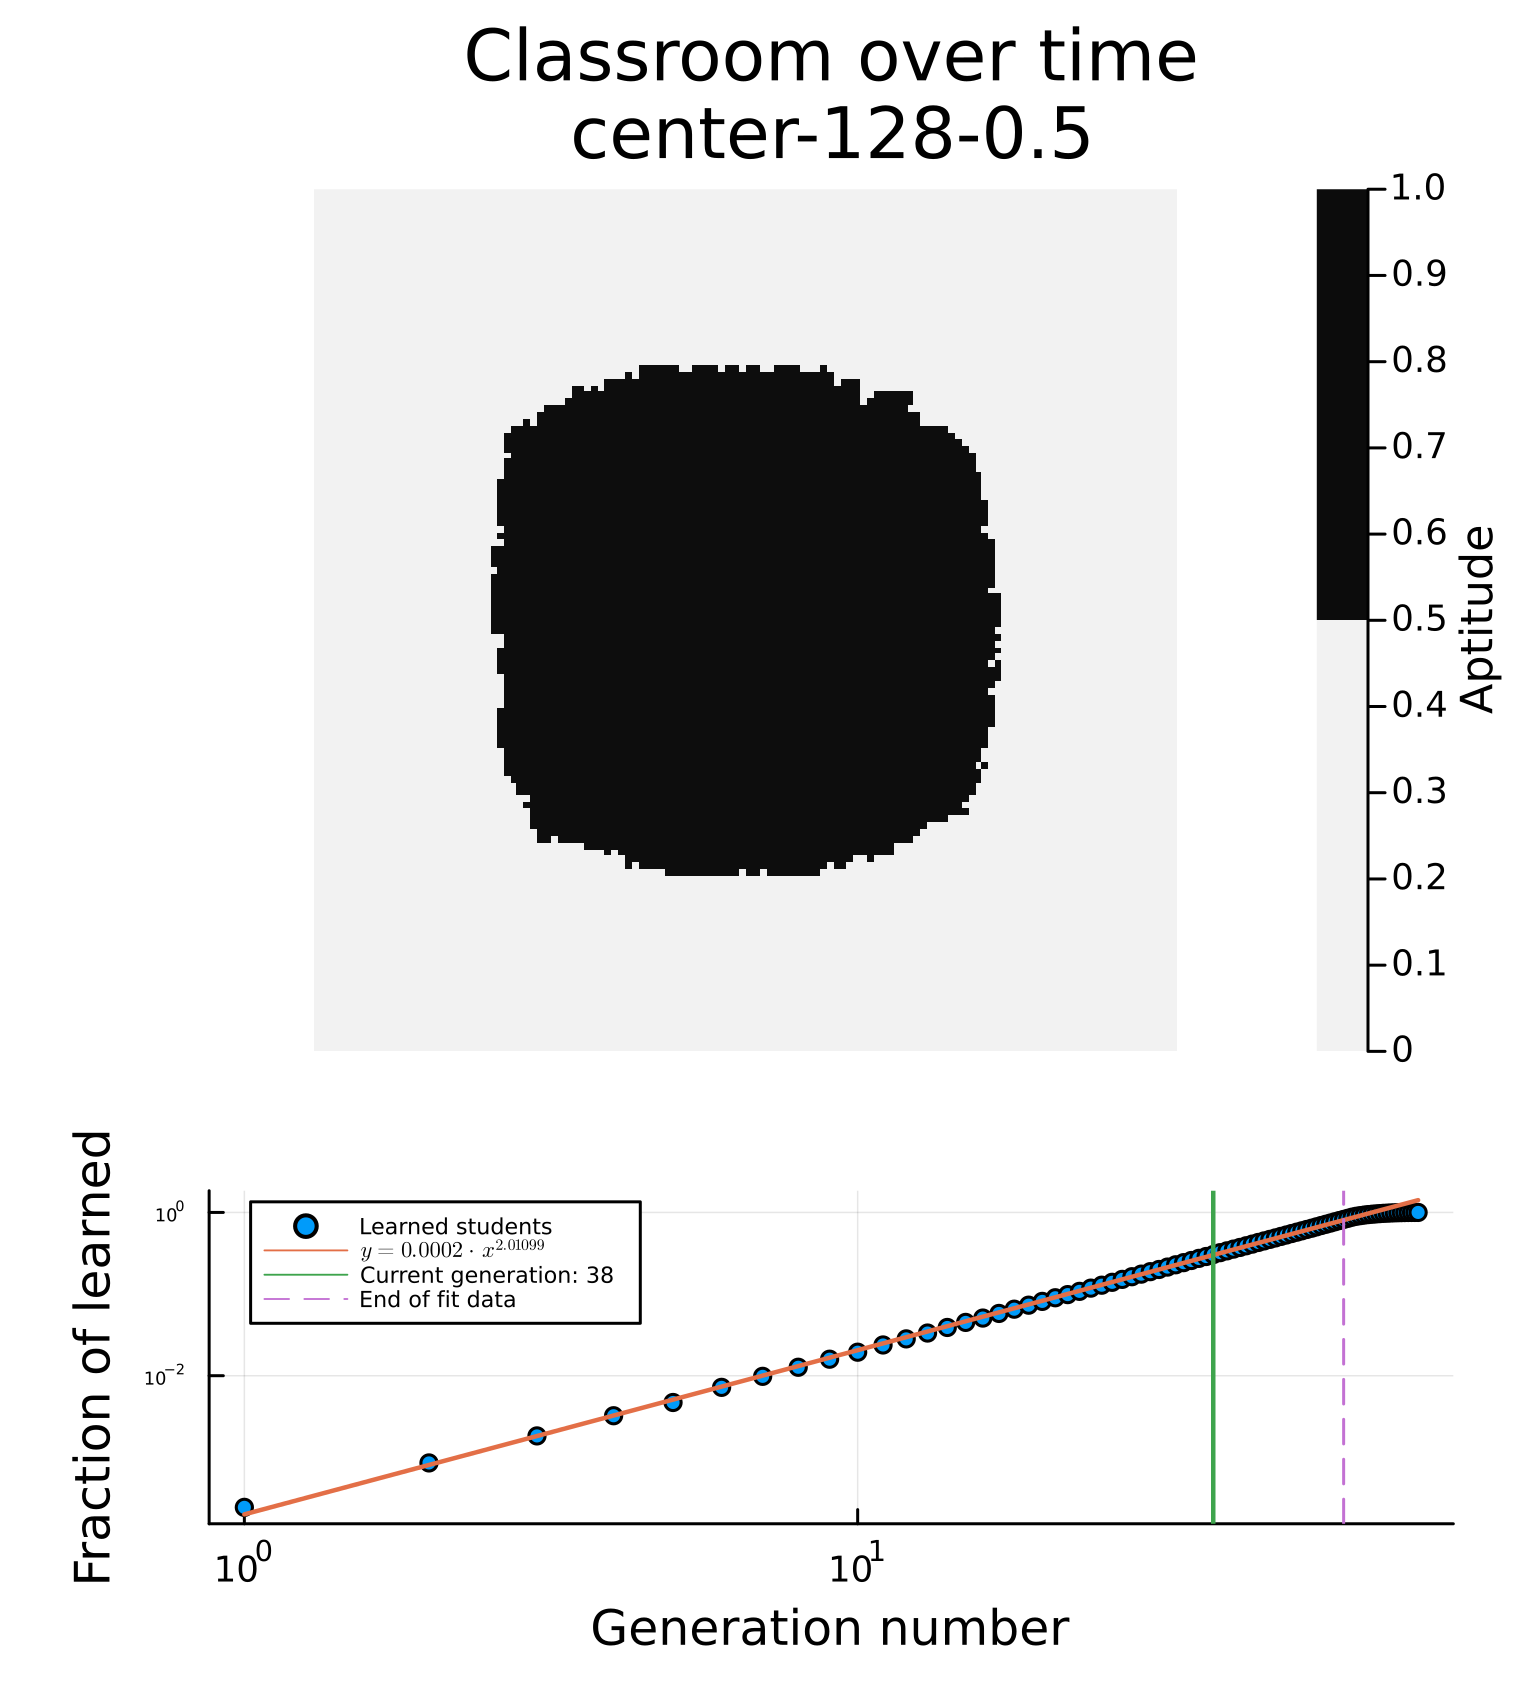 Classroom over time
center-128-0.5
1.0
0.9
0.8
0.7
0.6
0.5
0.4
0.3
0.2
0.1
0
Aptitude
Fraction of learned
10⁰
10⁻²
Learned students
y = 0.0002 · x^2.01099
Current generation: 38
End of fit data
10⁰
10¹
Generation number